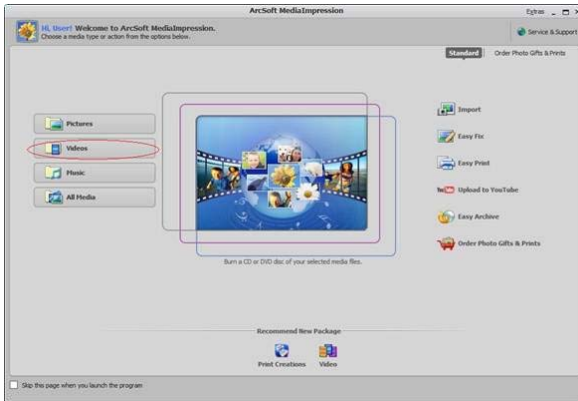 ArcSoft MediaImpression
Extras
Hi, User! Welcome to ArcSoft MediaImpression.
Choose a media type or action from the options below.
Service & Support
Standard
Order Photo Gifts & Prints
Pictures
Videos
Music
All Media
Import
Easy Fix
Easy Print
Upload to YouTube
Easy Archive
Order Photo Gifts & Prints
Burn a CD or DVD disc of your selected media files.
Recommend New Package
Print Creations
Video
Skip this page when you launch the program